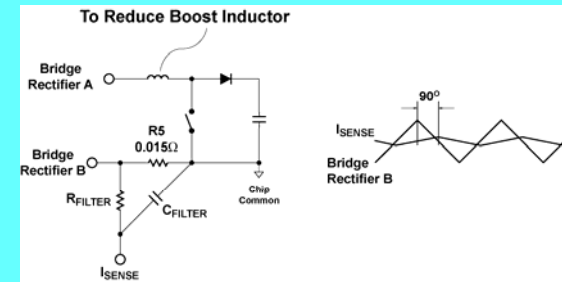 To Reduce Boost Inductor
Bridge
Rectifier A
R5
0.015Ω
Bridge
Rectifier B
RFILTER
CFILTER
Chip
Common
ISENSE
90º
ISENSE
Bridge
Rectifier B